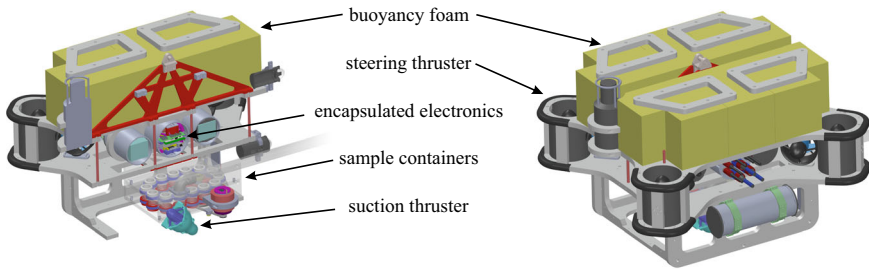 buoyancy foam
steering thruster
encapsulated electronics
sample containers
suction thruster